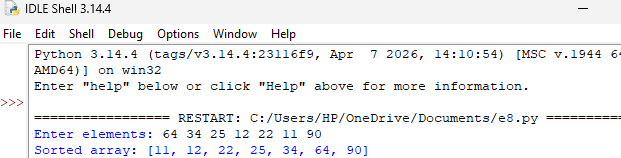 IDLE Shell 3.14.4
File Edit Shell Debug Options Window Help
Python 3.14.4 (tags/v3.14.4:23116f9, Apr  7 2026, 14:10:54) [MSC v.1944 64
AMD64)] on win32
Enter "help" below or click "Help" above for more information.
>>>
================= RESTART: C:/Users/HP/OneDrive/Documents/e8.py ===========
Enter elements: 64 34 25 12 22 11 90
Sorted array: [11, 12, 22, 25, 34, 64, 90]